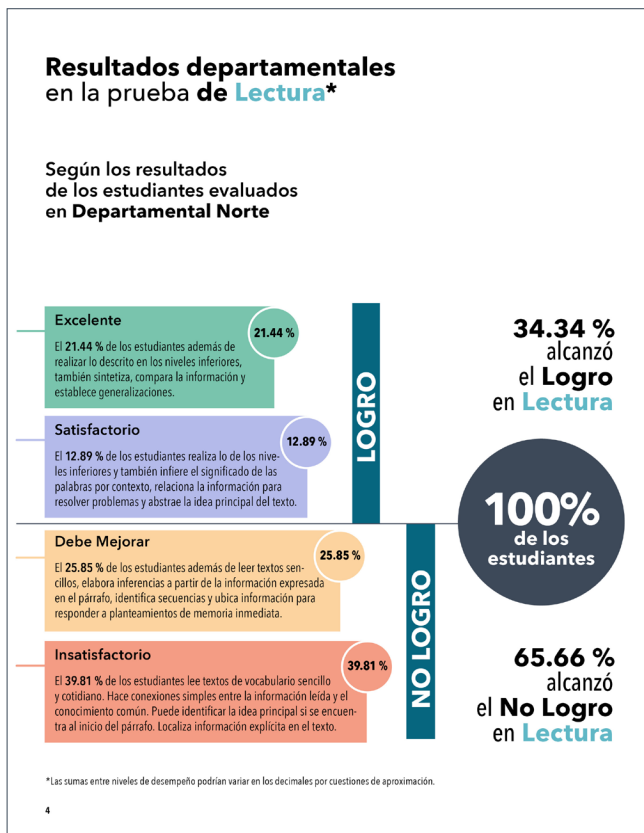 Resultados departamentales
en la prueba de Lectura*
Según los resultados
de los estudiantes evaluados
en Departamental Norte
Excelente
21.44 %
El 21.44 % de los estudiantes además de
realizar lo descrito en los niveles inferiores,
también sintetiza, compara la información y
establece generalizaciones.
Satisfactorio
12.89 %
El 12.89 % de los estudiantes realiza lo de los nive-
les inferiores y también infiere el significado de las
palabras por contexto, relaciona la información para
resolver problemas y abstrae la idea principal del texto.
LOGRO
34.34 %
alcanzó
el Logro
en Lectura
100%
de los
estudiantes
Debe Mejorar
25.85 %
El 25.85 % de los estudiantes además de leer textos sen-
cillos, elabora inferencias a partir de la información expresada
en el párrafo, identifica secuencias y ubica información para
responder a planteamientos de memoria inmediata.
Insatisfactorio
39.81 %
El 39.81 % de los estudiantes lee textos de vocabulario sencillo
y cotidiano. Hace conexiones simples entre la información leída y el
conocimiento común. Puede identificar la idea principal si se encuen-
tra al inicio del párrafo. Localiza información explícita en el texto.
NO LOGRO
65.66 %
alcanzó
el No Logro
en Lectura
*Las sumas entre niveles de desempeño podrían variar en los decimales por cuestiones de aproximación.
4